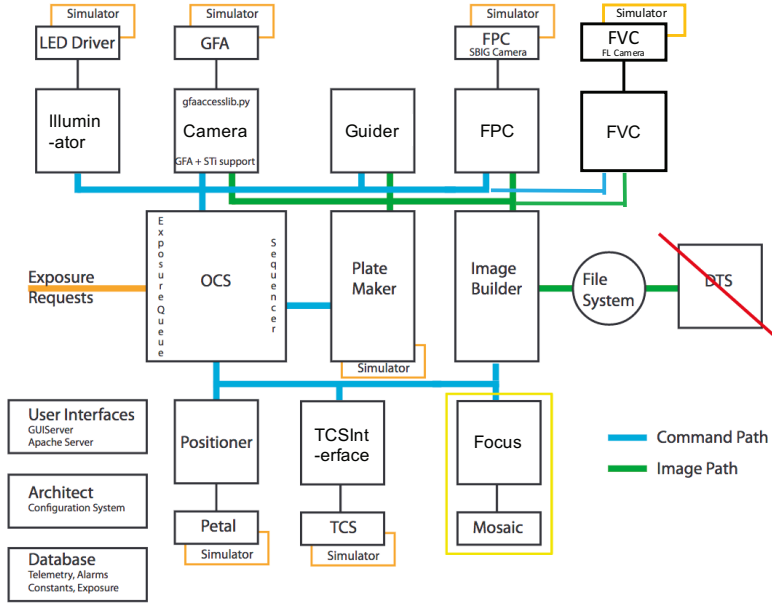 Simulator
Simulator
Simulator
Simulator
LED Driver
GFA
FPC
SBIG Camera
FVC
FL Camera
Illumin
-ator
gfaaccesslib.py
Camera
GFA + STi support
Guider
FPC
FVC
Exposure Requests
ExposureQueue
OCS
Sequencer
Plate
Maker
Simulator
Image
Builder
File
System
DTS
User Interfaces
GUIServer
Apache Server
Positioner
TCSInt
-erface
Focus
Command Path
Image Path
Architect
Configuration System
Petal
Simulator
TCS
Simulator
Mosaic
Database
Telemetry, Alarms
Constants, Exposure